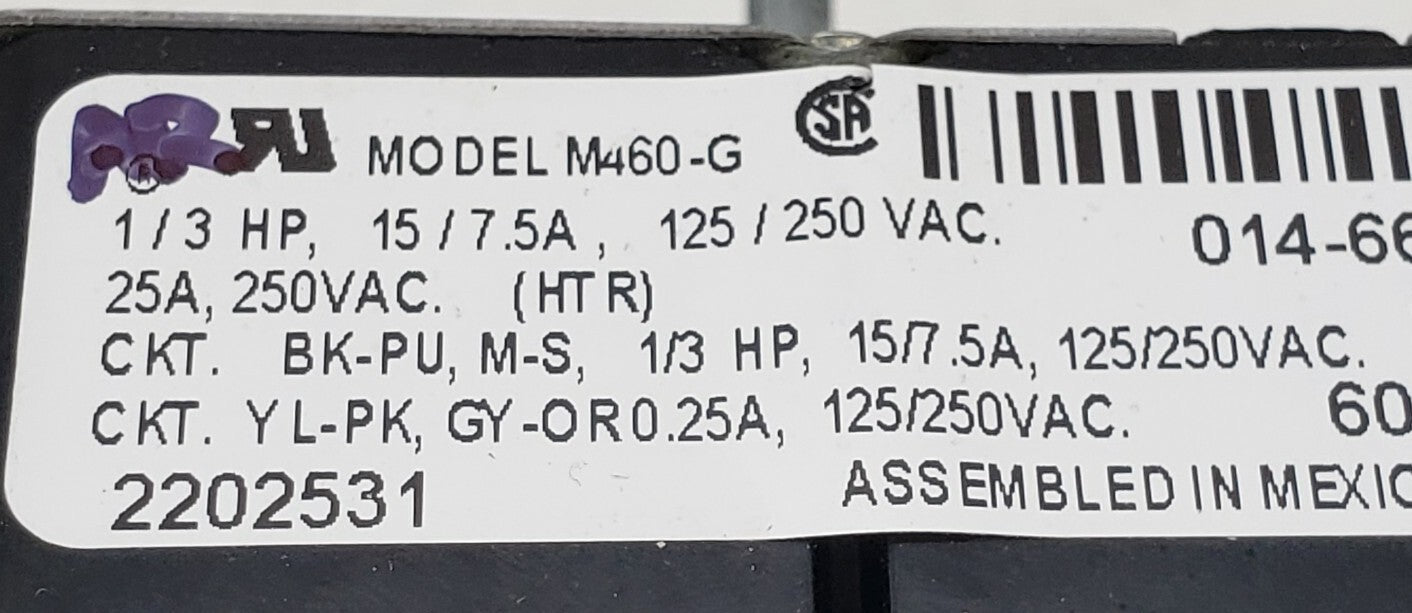 MODEL M460-G
1/3 HP, 15/7.5A, 125/250 VAC.
014-66
25A, 250VAC. (HTR)
CKT. BK-PU, M-S, 1/3 HP, 15/7.5A, 125/250VAC.
CKT. YL-PK, GY-OR 0.25A, 125/250VAC.
60
2202531
ASSEMBLED IN MEXIC